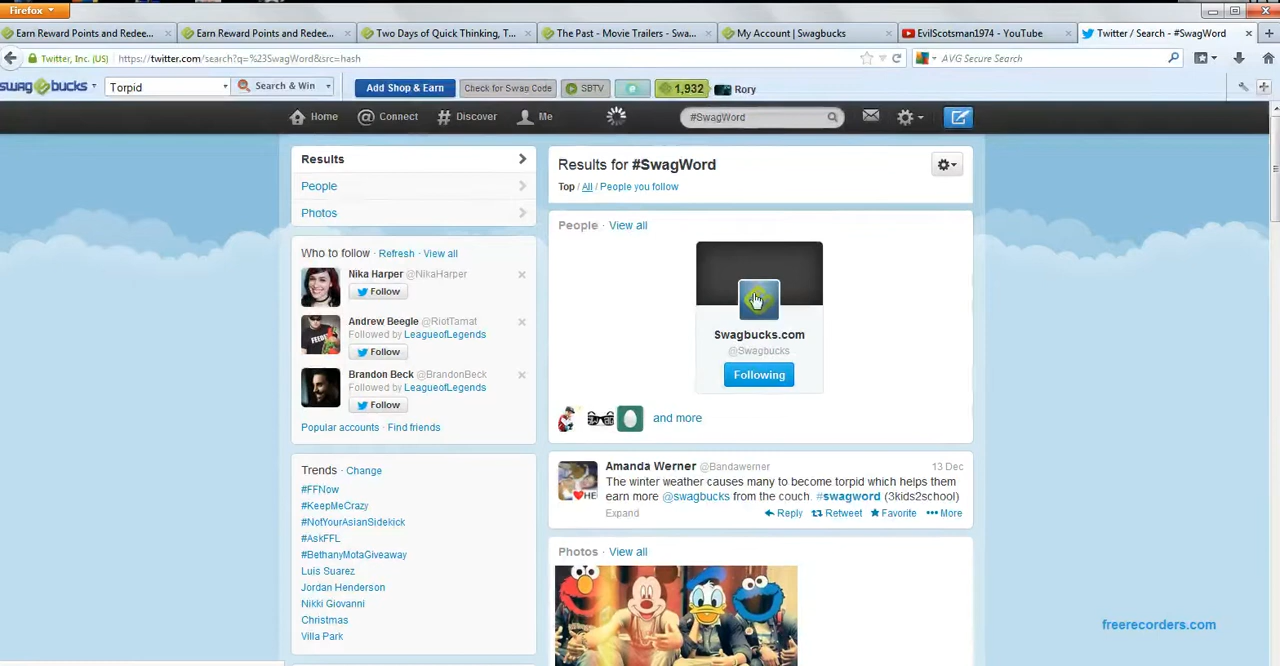 Firefox
Earn Reward Points and Redee...
Earn Reward Points and Redee...
Two Days of Quick Thinking, T...
The Past - Movie Trailers - Swa...
My Account | Swagbucks
EvilScotsman1974 - YouTube
Twitter / Search - #SwagWord
Twitter, Inc. (US)
https://twitter.com/search?q=%23SwagWord&src=hash
AVG Secure Search
swagbucks
Torpid
Search & Win
Add Shop & Earn
Check for Swag Code
SBTV
1,932
Rory
Home
Connect
Discover
Me
#SwagWord
Results
People
Photos
Who to follow · Refresh · View all
Nika Harper @NikaHarper
Follow
Andrew Beegle @RiotTamat
Followed by LeagueofLegends
Follow
Brandon Beck @BrandonBeck
Followed by LeagueofLegends
Follow
Popular accounts · Find friends
Trends · Change
#FFNow
#KeepMeCrazy
#NotYourAsianSidekick
#AskFFL
#BethanyMotaGiveaway
Luis Suarez
Jordan Henderson
Nikki Giovanni
Christmas
Villa Park
Results for #SwagWord
Top / All / People you follow
People · View all
Swagbucks.com
@Swagbucks
Following
and more
Amanda Werner @Bandawerner
13 Dec
The winter weather causes many to become torpid which helps them
earn more @swagbucks from the couch. #swagword (3kids2school)
Expand
Reply
Retweet
Favorite
More
Photos · View all
freerecorders.com